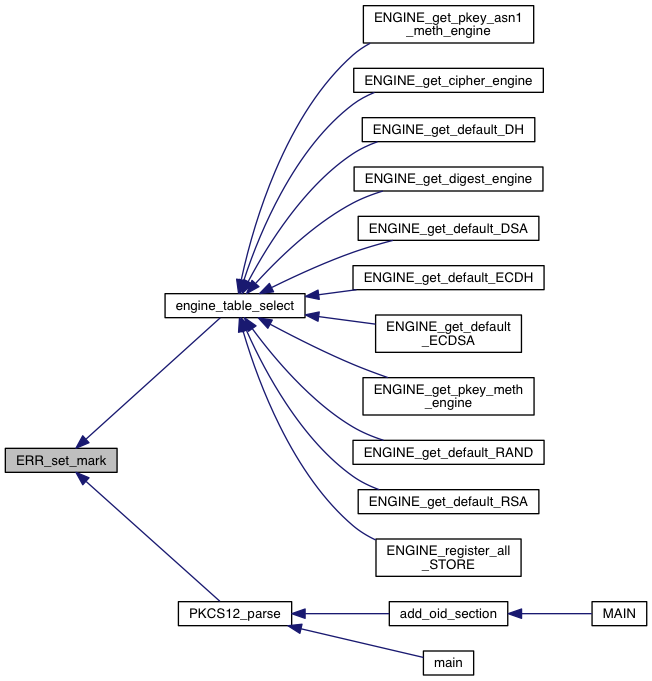 ENGINE_get_pkey_asn1
_meth_engine
ENGINE_get_cipher_engine
ENGINE_get_default_DH
ENGINE_get_digest_engine
ENGINE_get_default_DSA
ENGINE_get_default_ECDH
engine_table_select
ENGINE_get_default
_ECDSA
ENGINE_get_pkey_meth
_engine
ENGINE_get_default_RAND
ERR_set_mark
ENGINE_get_default_RSA
ENGINE_register_all
_STORE
PKCS12_parse
add_oid_section
MAIN
main